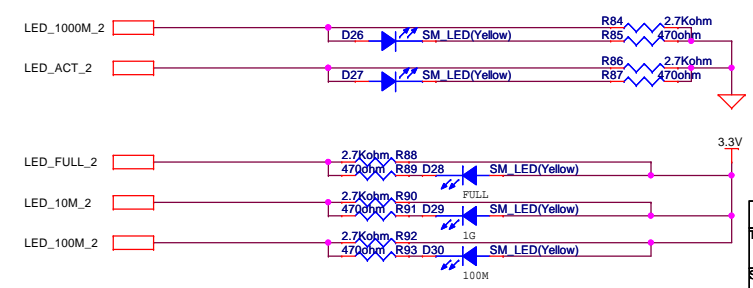 LED_1000M_2
R84 2.7Kohm
D26 SM_LED(Yellow) R85 470ohm
LED_ACT_2
R86 2.7Kohm
D27 SM_LED(Yellow) R87 470ohm
3.3V
LED_FULL_2
2.7Kohm R88
470ohm R89 D28 SM_LED(Yellow)
FULL
LED_10M_2
2.7Kohm R90
470ohm R91 D29 SM_LED(Yellow)
1G
LED_100M_2
2.7Kohm R92
470ohm R93 D30 SM_LED(Yellow)
100M